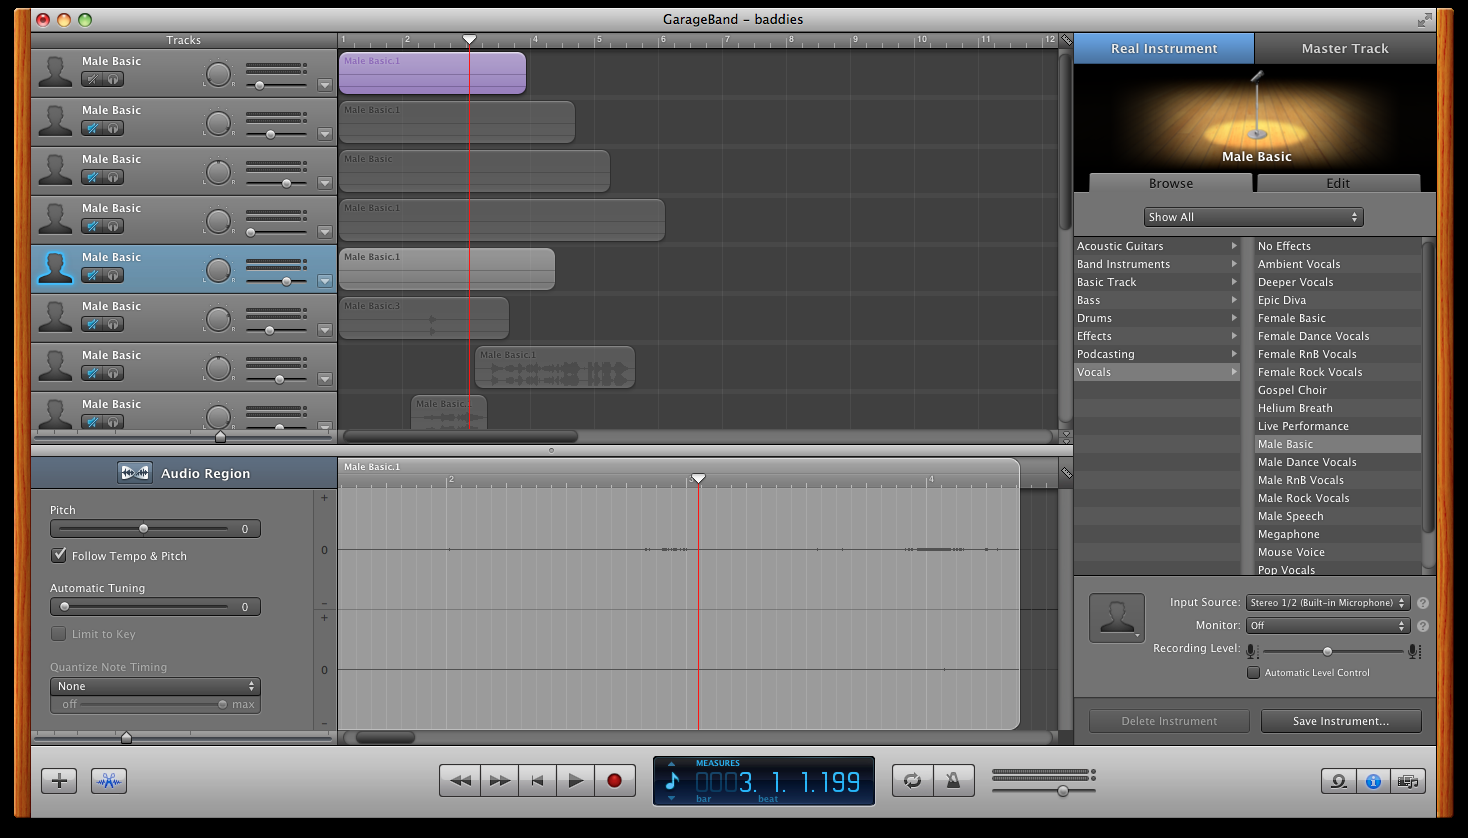 GarageBand - baddies
Tracks
1 2 4 5 6 7 8 9 10 11 12
Real Instrument
Master Track
Male Basic
L R
Male Basic.1
Male Basic
L R
Male Basic.1
Male Basic
L R
Male Basic
Male Basic
L R
Male Basic.1
Male Basic
L R
Male Basic.1
Male Basic
L R
Male Basic.3
Male Basic
L R
Male Basic.1
Male Basic
Male Basic...
Male Basic
Browse
Edit
Show All
Acoustic Guitars
Band Instruments
Basic Track
Bass
Drums
Effects
Podcasting
Vocals
No Effects
Ambient Vocals
Deeper Vocals
Epic Diva
Female Basic
Female Dance Vocals
Female RnB Vocals
Female Rock Vocals
Gospel Choir
Helium Breath
Live Performance
Male Basic
Male Dance Vocals
Male RnB Vocals
Male Rock Vocals
Male Speech
Megaphone
Mouse Voice
Pop Vocals
Audio Region
Male Basic.1
2 3 4
Pitch
0
Follow Tempo & Pitch
Automatic Tuning
0
Limit to Key
Quantize Note Timing
None
off max
+
0
-
+
0
-
Input Source: Stereo 1/2 (Built-in Microphone) ?
Monitor: Off ?
Recording Level:
Automatic Level Control
Delete Instrument
Save Instrument...
MEASURES
0003. 1. 1.199
bar beat